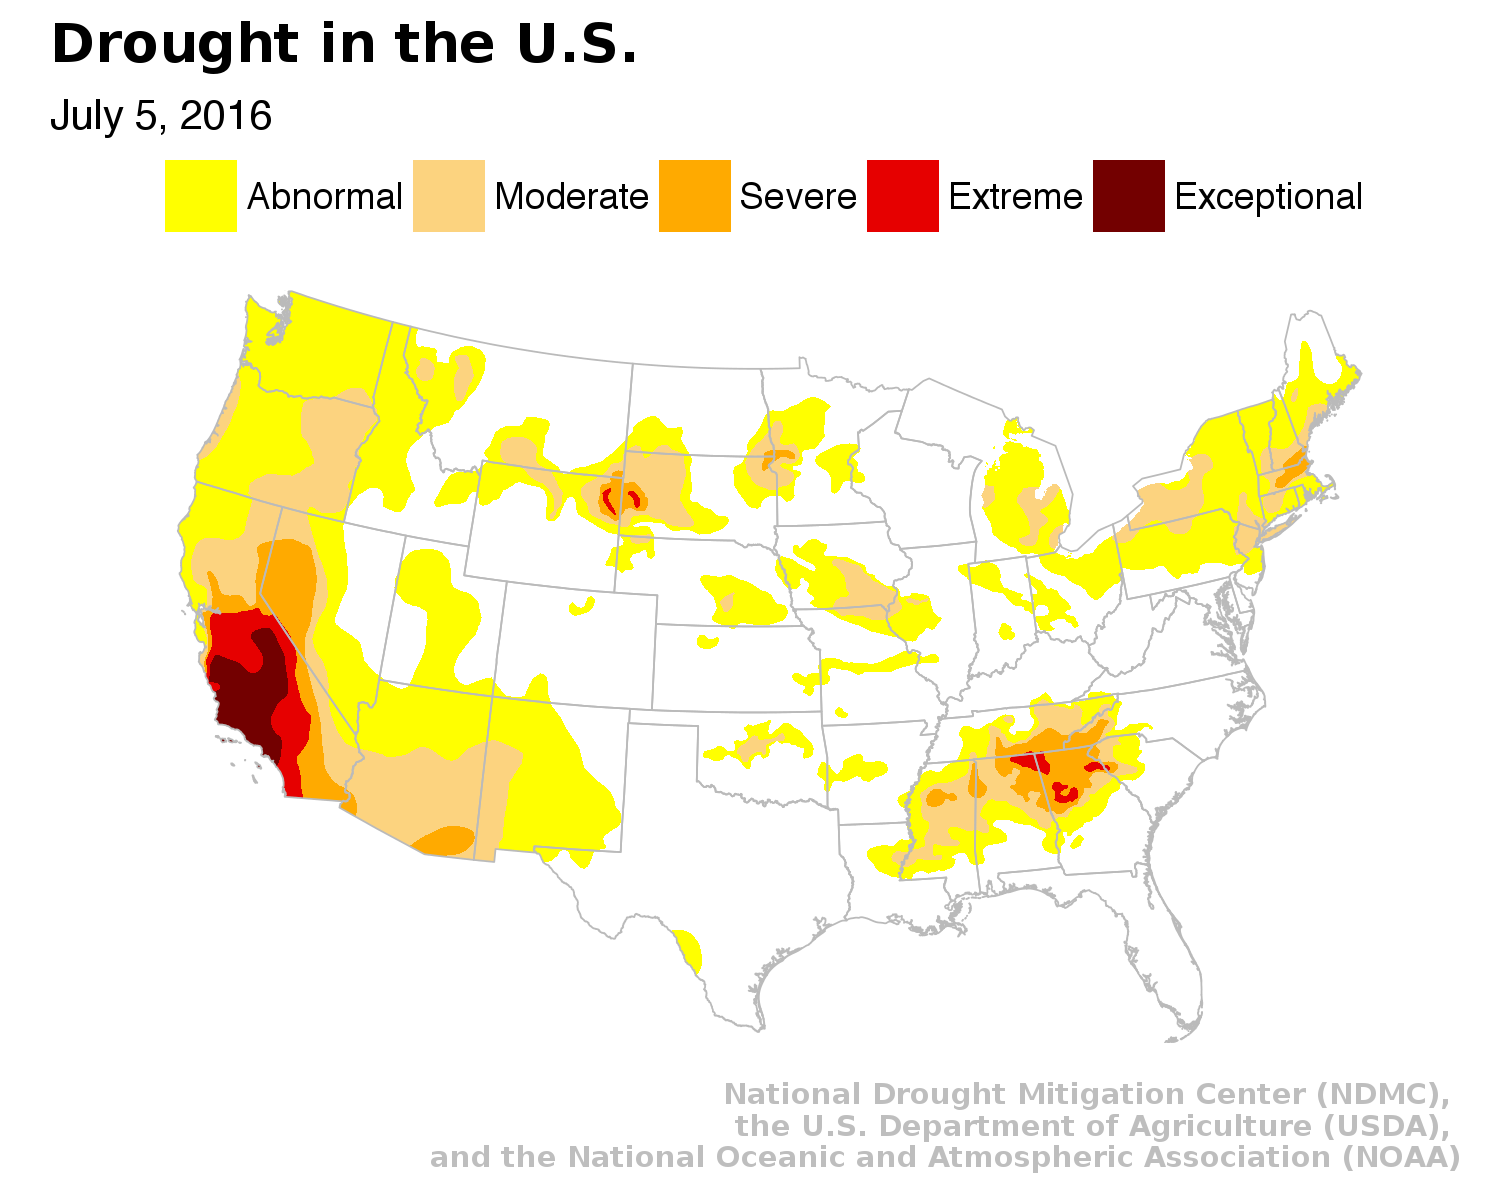 Drought in the U.S.
July 5, 2016
Abnormal Moderate Severe Extreme Exceptional
National Drought Mitigation Center (NDMC),
the U.S. Department of Agriculture (USDA),
and the National Oceanic and Atmospheric Association (NOAA)